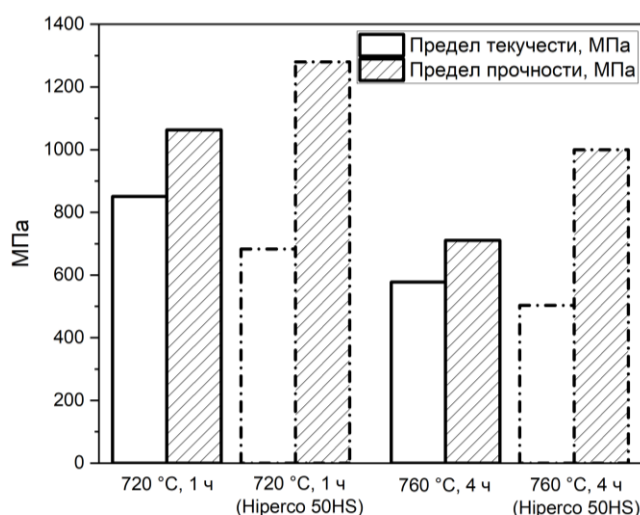 1400
1200
1000
800
600
400
200
0
МПа
Предел текучести, МПа
Предел прочности, МПа
720 °C, 1 ч
720 °C, 1 ч
(Hiperco 50HS)
760 °C, 4 ч
760 °C, 4 ч
(Hiperco 50HS)